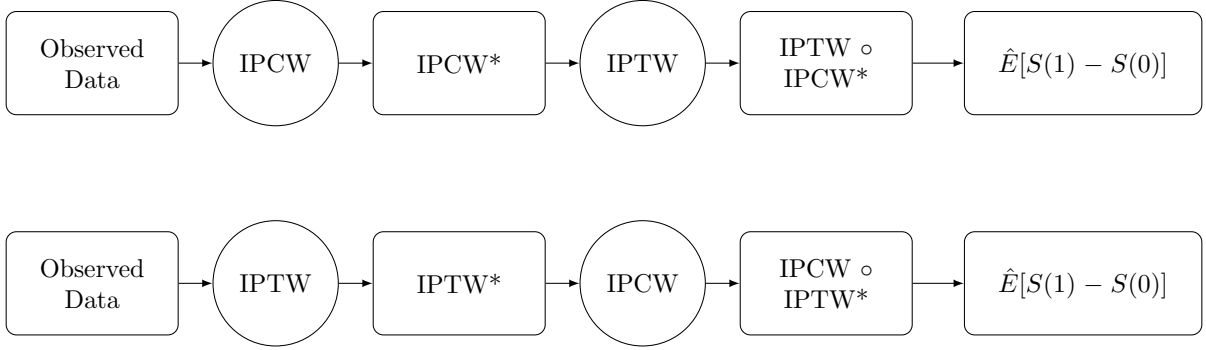 Observed
Data
IPCW
IPCW*
IPTW
IPTW ∘
IPCW*
Ê[S(1) − S(0)]
Observed
Data
IPTW
IPTW*
IPCW
IPCW ∘
IPTW*
Ê[S(1) − S(0)]